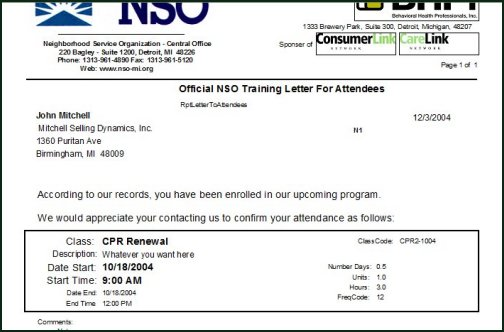 NSO
Behavioral Health Professionals, Inc.
1333 Brewery Park, Suite 300, Detroit, Michigan, 48207
Neighborhood Service Organization - Central Office
220 Bagley - Suite 1200, Detroit, MI 48226
Phone: 1313-961-4890 Fax: 1313-961-5120
Web: www.nso-mi.org
Sponsor of
ConsumerLink
NETWORK
CareLink
NETWORK
Page 1 of 1
Official NSO Training Letter For Attendees
RptLetterToAttendees
John Mitchell
12/3/2004
Mitchell Selling Dynamics, Inc.
N1
1360 Puritan Ave
Birmingham, MI 48009
According to our records, you have been enrolled in our upcoming program.
We would appreciate your contacting us to confirm your attendance as follows:
Class: CPR Renewal
ClassCode: CPR2-1004
Description: Whatever you want here
Date Start: 10/18/2004
Number Days: 0.5
Start Time: 9:00 AM
Units: 1.0
Date End: 10/18/2004
Hours: 3.0
End Time 12:00 PM
FreqCode: 12
Comments: